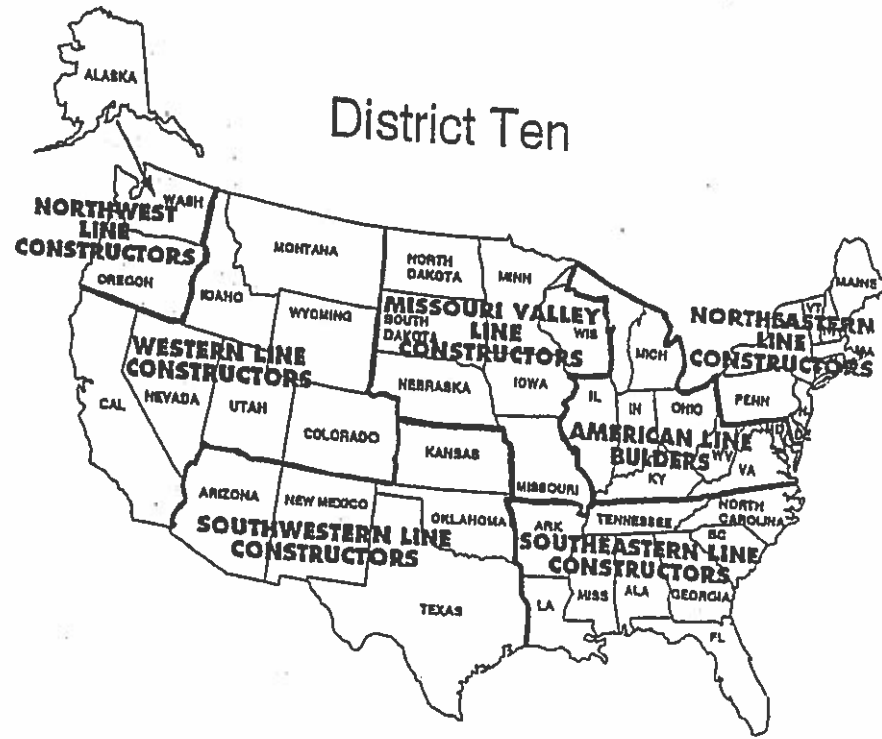 District Ten
ALASKA
WASH
NORTHWEST
LINE
CONSTRUCTORS
OREGON
IDAHO
MONTANA
WYOMING
NORTH
DAKOTA
MINN
SOUTH
DAKOTA
MISSOURI VALLEY
LINE
CONSTRUCTORS
WIS
MICH
NEBRASKA
IOWA
NORTHEASTERN
LINE
CONSTRUCTORS
MAINE
VT
MA
PENN
WESTERN LINE
CONSTRUCTORS
CAL
NEVADA
UTAH
COLORADO
KANSAS
MISSOURI
IL
IN
OHIO
AMERICAN LINE
BUILDERS
WV
KY
VA
ARIZONA
NEW MEXICO
OKLAHOMA
SOUTHWESTERN LINE
CONSTRUCTORS
TEXAS
ARK
TENNESSEE
NORTH
CAROLINA
SC
SOUTHEASTERN LINE
CONSTRUCTORS
LA
MISS
ALA
GEORGIA
FL